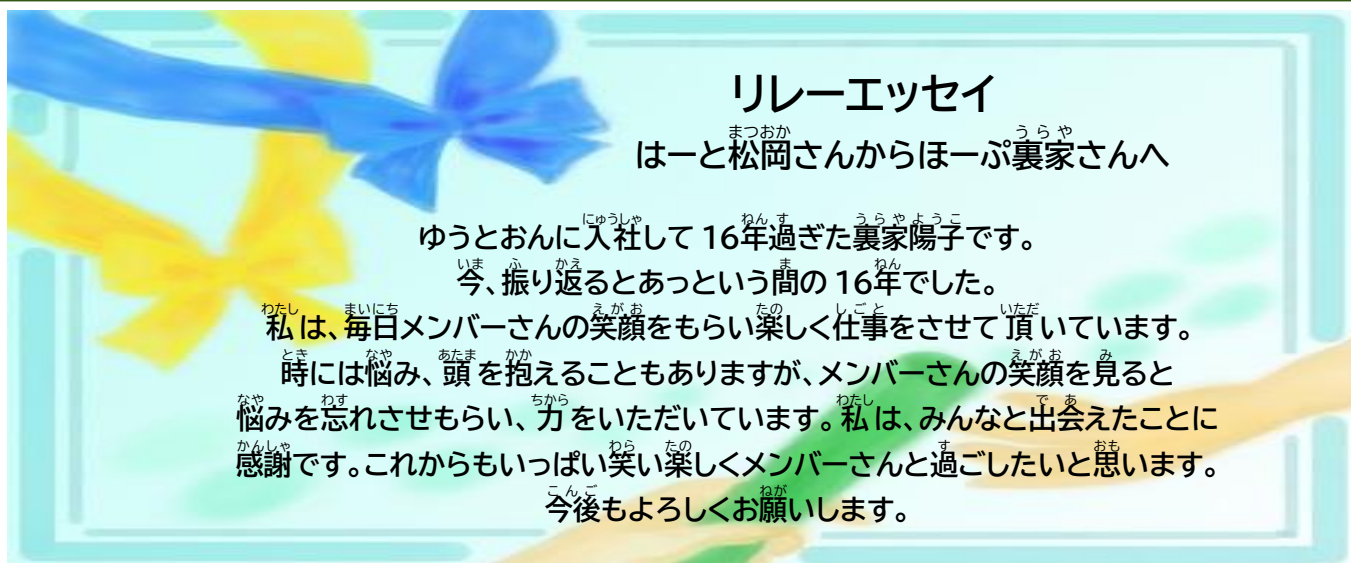 リレーエッセイ
はーと松岡さんからほーぷ裏家さんへ
ゆうとおんに入社して16年過ぎた裏家陽子です。
今、振り返るとあっという間の16年でした。
私は、毎日メンバーさんの笑顔をもらい楽しく仕事をさせて頂いています。
時には悩み、頭を抱えることもありますが、メンバーさんの笑顔を見ると
悩みを忘れさせもらい、力をいただいています。私は、みんなと出会えたことに
感謝です。これからもいっぱい笑い楽しくメンバーさんと過ごしたいと思います。
今後もよろしくお願いします。